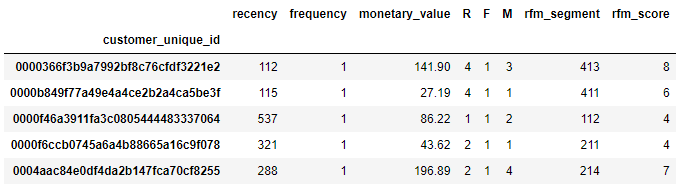 recency frequency monetary_value R F M rfm_segment rfm_score
customer_unique_id
0000366f3b9a7992bf8c76cfdf3221e2 112 1 141.90 4 1 3 413 8
0000b849f77a49e4a4ce2b2a4ca5be3f 115 1 27.19 4 1 1 411 6
0000f46a3911fa3c0805444483337064 537 1 86.22 1 1 2 112 4
0000f6ccb0745a6a4b88665a16c9f078 321 1 43.62 2 1 1 211 4
0004aac84e0df4da2b147fca70cf8255 288 1 196.89 2 1 4 214 7